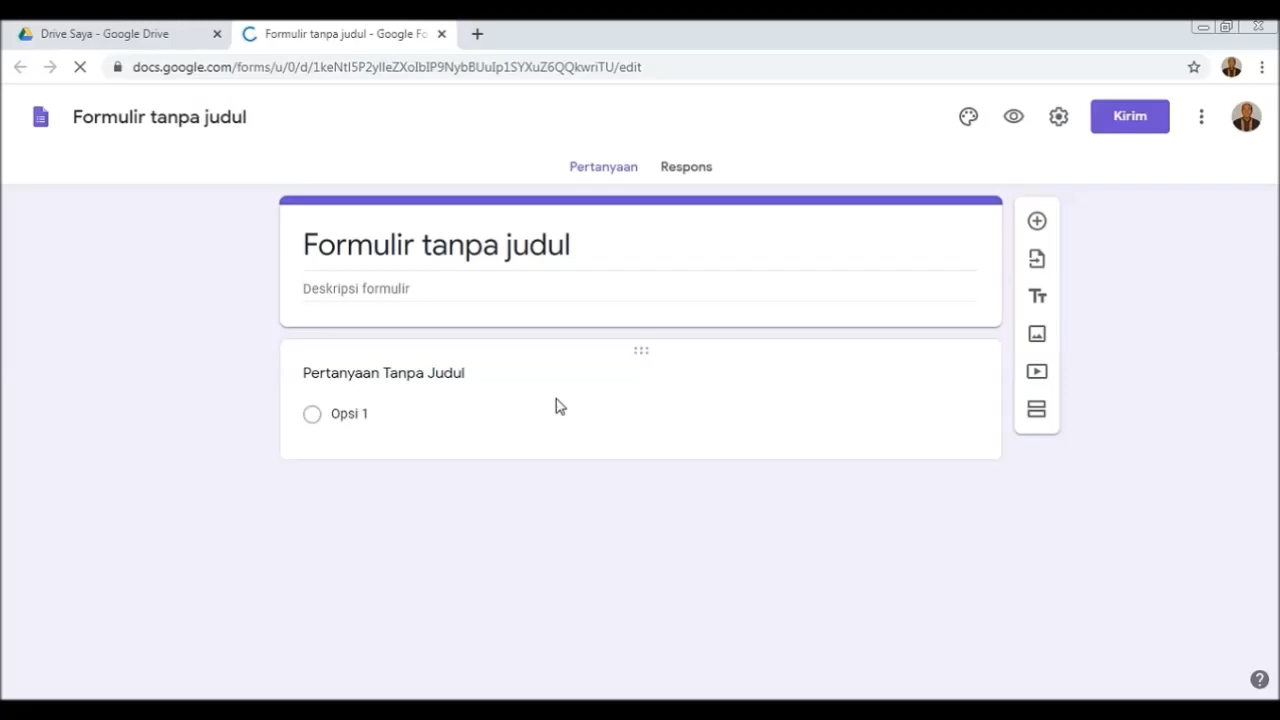 Drive Saya - Google Drive
Formulir tanpa judul - Google Fo
docs.google.com/forms/u/0/d/1keNtI5P2yIleZXoIbIP9NybBUuIp1SYXuZ6QQkwriTU/edit
Formulir tanpa judul
Kirim
Pertanyaan
Respons
Formulir tanpa judul
Deskripsi formulir
Pertanyaan Tanpa Judul
Opsi 1